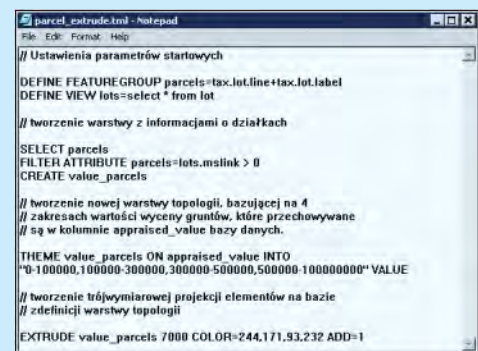 parcel_extrude.tml - Notepad
File Edit Format Help
// Ustawienia parametrów startowych
DEFINE FEATUREGROUP parcels=tax.lot.line+tax.lot.label
DEFINE VIEW lots=select * from lot
// tworzenie warstwy z informacjami o działkach
SELECT parcels
FILTER ATTRIBUTE parcels=lots.mslink > 0
CREATE value_parcels
// tworzenie nowej warstwy topologii, bazującej na 4
// zakresach wartości wyceny gruntów, które przechowywane
// są w kolumnie appraised_value bazy danych.
THEME value_parcels ON appraised_value INTO
"0-100000,100000-300000,300000-500000,500000-100000000" VALUE
// tworzenie trójwymiarowej projekcji elementów na bazie
// zdefinicji warstwy topologii
EXTRUDE value_parcels 7000 COLOR=244,171,93,232 ADD=1